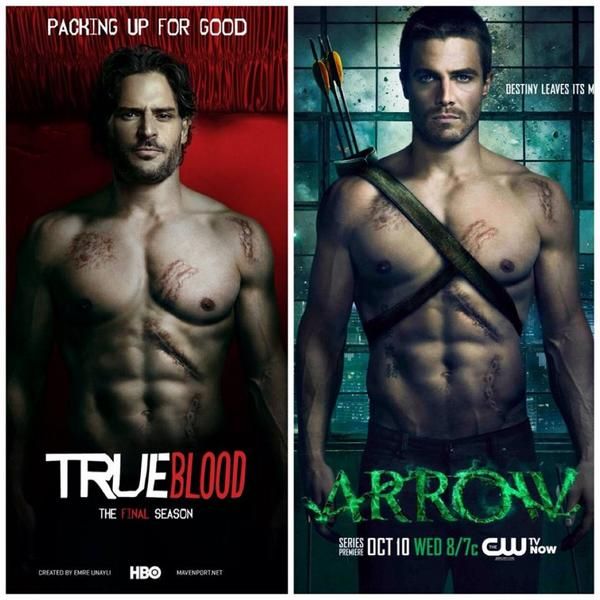 PACKING UP FOR GOOD
TRUEBLOOD
THE FINAL SEASON
CREATED BY EMRE UNAYLI
HBO
MAVENPORT.NET
DESTINY LEAVES ITS M
ARROW
SERIES PREMIERE OCT 10 WED 8/7c THE CW TV NOW